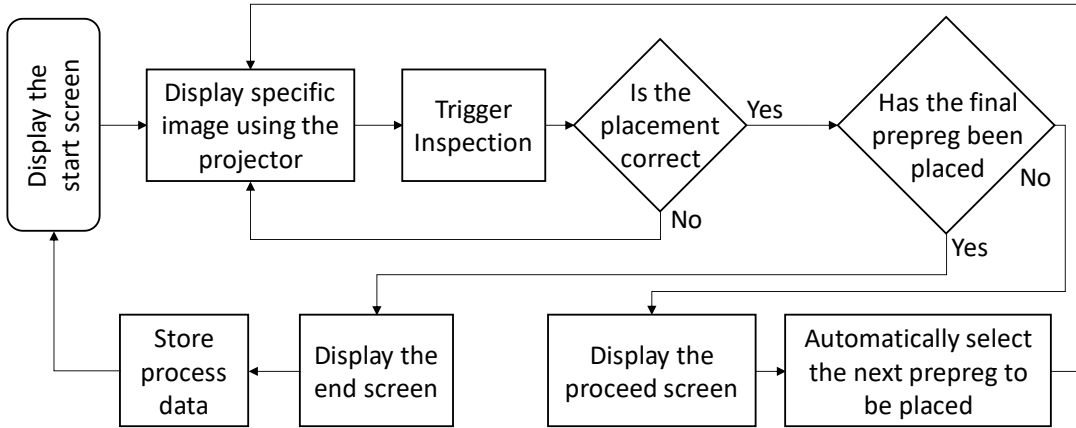 Display the
start screen
Display specific
image using the
projector
Trigger
Inspection
Is the
placement
correct
Yes
No
Has the final
prepreg been
placed
No
Yes
Store
process
data
Display the
end screen
Display the
proceed screen
Automatically select
the next prepreg to
be placed